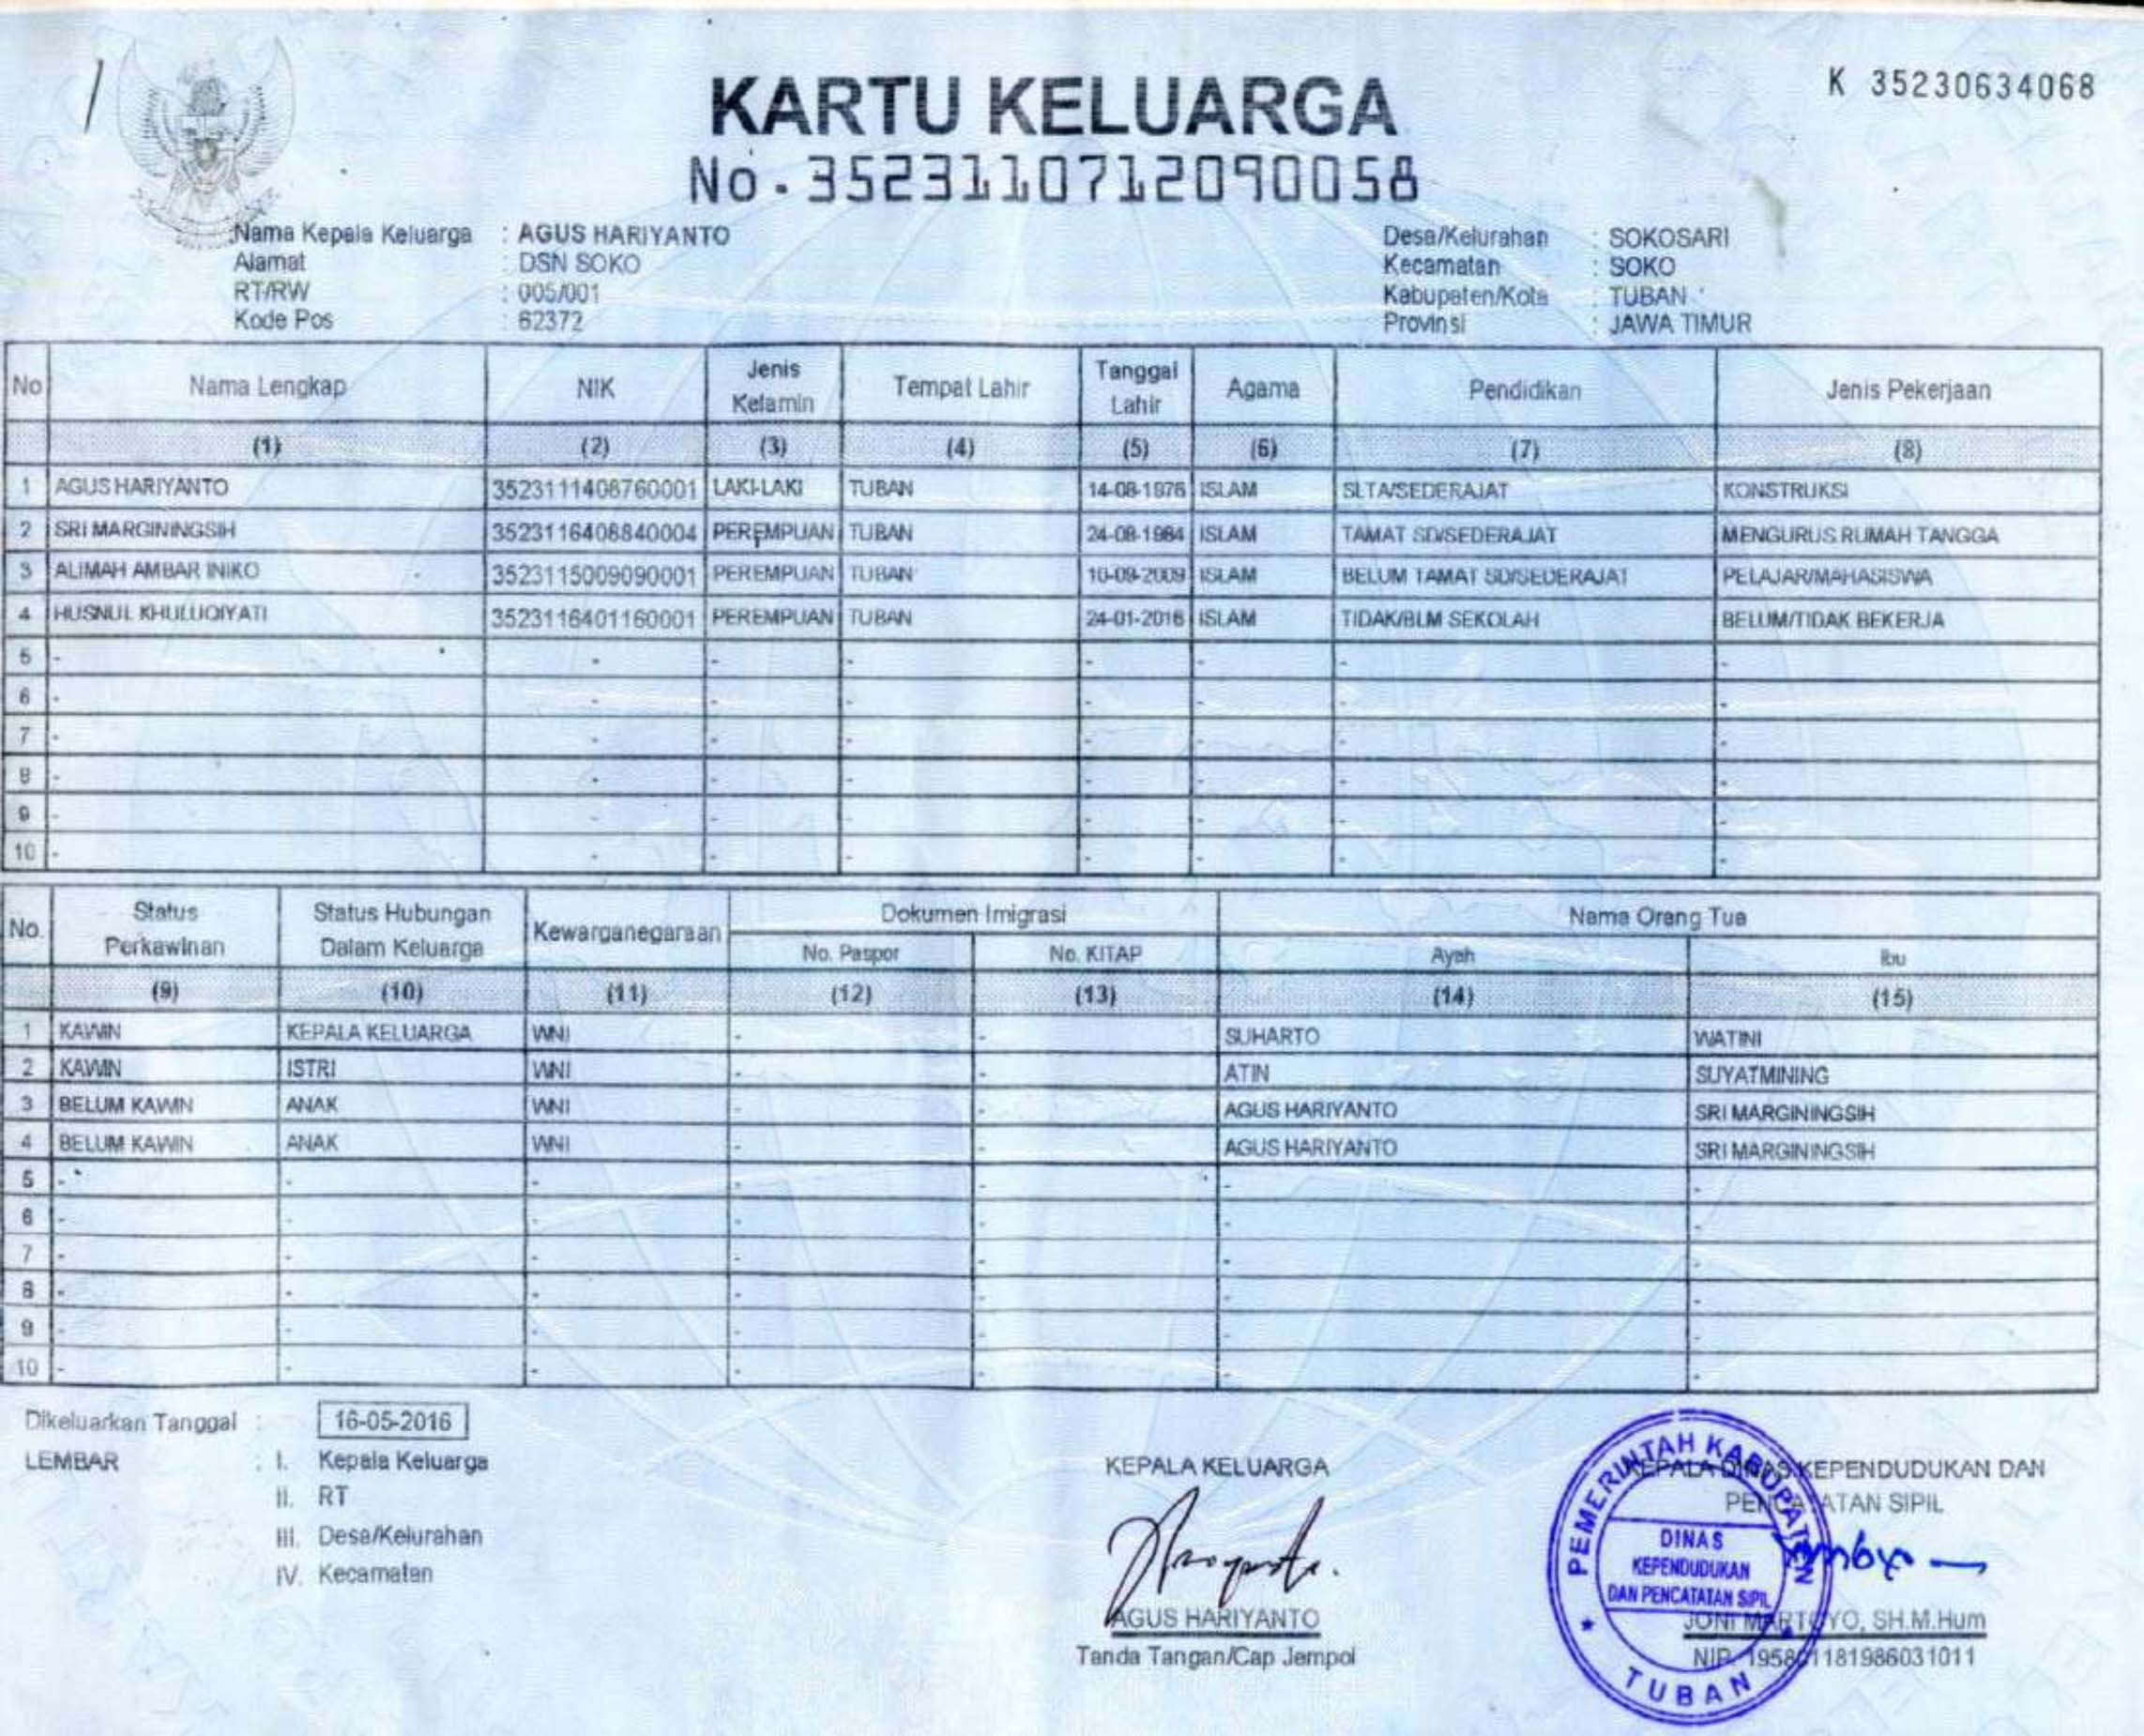 KARTU KELUARGA
K 35230634068
No. 3523110712090058
Nama Kepala Keluarga : AGUS HARIYANTO
Alamat : DSN SOKO
RT/RW : 005/001
Kode Pos : 62372
Desa/Kelurahan : SOKOSARI
Kecamatan : SOKO
Kabupaten/Kota : TUBAN
Provinsi : JAWA TIMUR
No Nama Lengkap NIK Jenis Kelamin Tempat Lahir Tanggal Lahir Agama Pendidikan Jenis Pekerjaan
(1) (2) (3) (4) (5) (6) (7) (8)
1 AGUS HARIYANTO 3523111408760001 LAKI-LAKI TUBAN 14-08-1976 ISLAM SLTA/SEDERAJAT KONSTRUKSI
2 SRI MARGININGSIH 3523116408840004 PEREMPUAN TUBAN 24-08-1984 ISLAM TAMAT SD/SEDERAJAT MENGURUS RUMAH TANGGA
3 ALIMAH AMBAR INIKO 3523115009090001 PEREMPUAN TUBAN 10-09-2009 ISLAM BELUM TAMAT SD/SEDERAJAT PELAJAR/MAHASISWA
4 HUSNUL KHULUQIYATI 3523116401160001 PEREMPUAN TUBAN 24-01-2016 ISLAM TIDAK/BLM SEKOLAH BELUM/TIDAK BEKERJA
5 - - - - - - - -
6 - - - - - - - -
7 - - - - - - - -
8 - - - - - - - -
9 - - - - - - - -
10 - - - - - - - -
No. Status Perkawinan Status Hubungan Dalam Keluarga Kewarganegaraan Dokumen Imigrasi Nama Orang Tua
No. Paspor No. KITAP Ayah Ibu
(9) (10) (11) (12) (13) (14) (15)
1 KAWIN KEPALA KELUARGA WNI - - SUHARTO WATINI
2 KAWIN ISTRI WNI - - ATIN SUYATMINING
3 BELUM KAWIN ANAK WNI - - AGUS HARIYANTO SRI MARGININGSIH
4 BELUM KAWIN ANAK WNI - - AGUS HARIYANTO SRI MARGININGSIH
5 - - - - - - -
6 - - - - - - -
7 - - - - - - -
8 - - - - - - -
9 - - - - - - -
10 - - - - - - -
Dikeluarkan Tanggal : 16-05-2016
LEMBAR : I. Kepala Keluarga
II. RT
III. Desa/Kelurahan
IV. Kecamatan
KEPALA KELUARGA
AGUS HARIYANTO
Tanda Tangan/Cap Jempol
KEPALA DINAS KEPENDUDUKAN DAN
PENCATATAN SIPIL
PEMERINTAH KABUPATEN
DINAS
KEPENDUDUKAN
DAN PENCATATAN SIPIL
TUBAN
JONI MARTOYO, SH.M.Hum
NIP. 195801181986031011